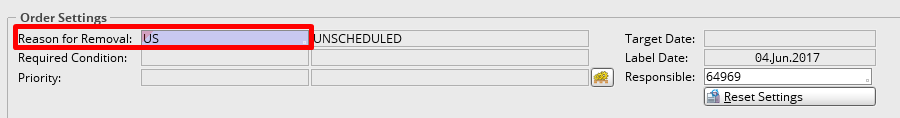 Order Settings
Reason for Removal: US UNSCHEDULED Target Date:
Required Condition: Label Date: 04.Jun.2017
Priority: Responsible: 64969
Reset Settings